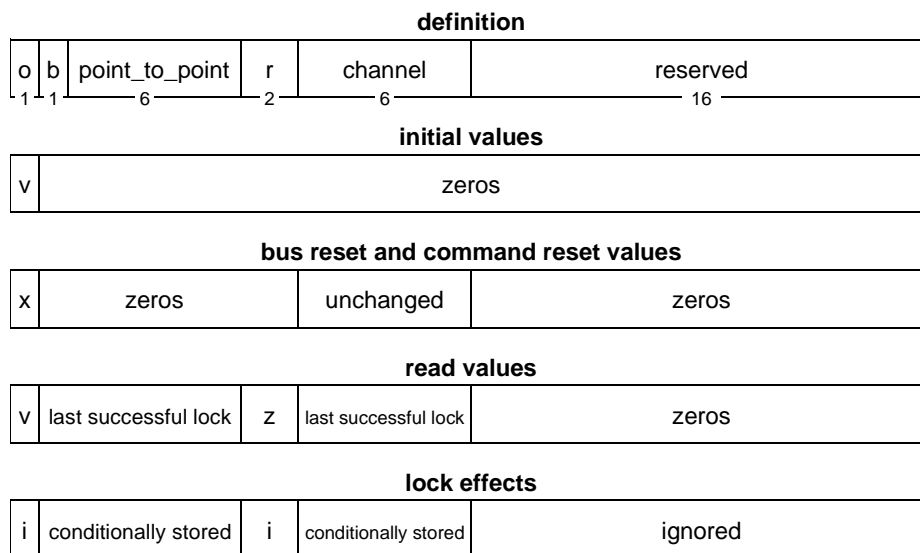 definition
o b point_to_point r channel reserved
1 1 6 2 6 16
initial values
v zeros
bus reset and command reset values
x zeros unchanged zeros
read values
v last successful lock z last successful lock zeros
lock effects
i conditionally stored i conditionally stored ignored